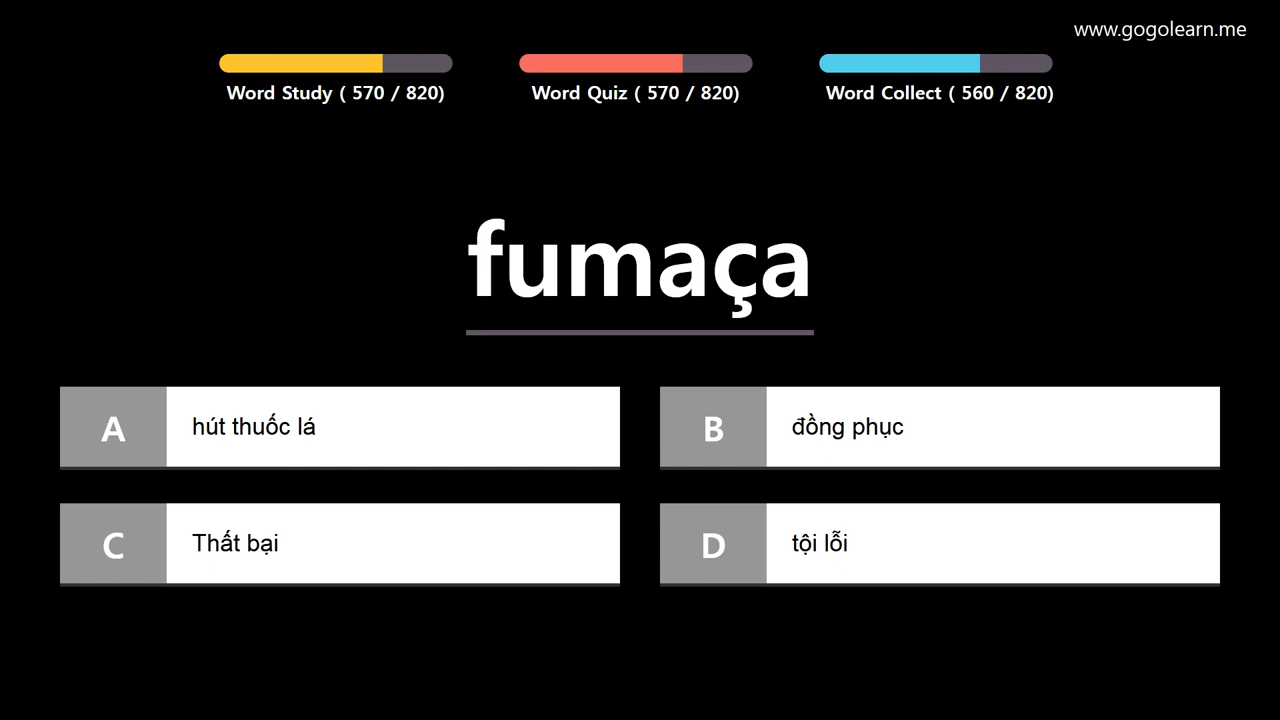 www.gogolearn.me
Word Study ( 570 / 820)
Word Quiz ( 570 / 820)
Word Collect ( 560 / 820)
fumaça
A
hút thuốc lá
B
đồng phục
C
Thất bại
D
tội lỗi